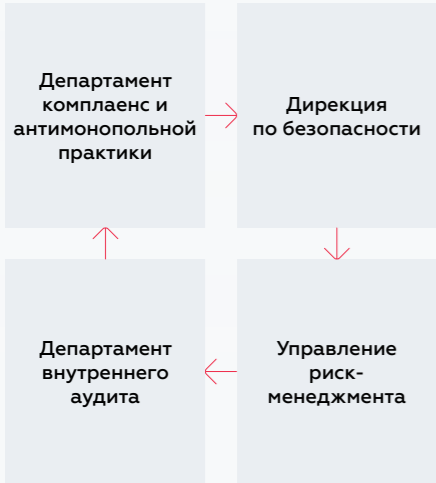 Департамент
комплаенс и
антимонопольной
практики
Дирекция
по безопасности
Департамент
внутреннего
аудита
Управление
риск-
менеджмента